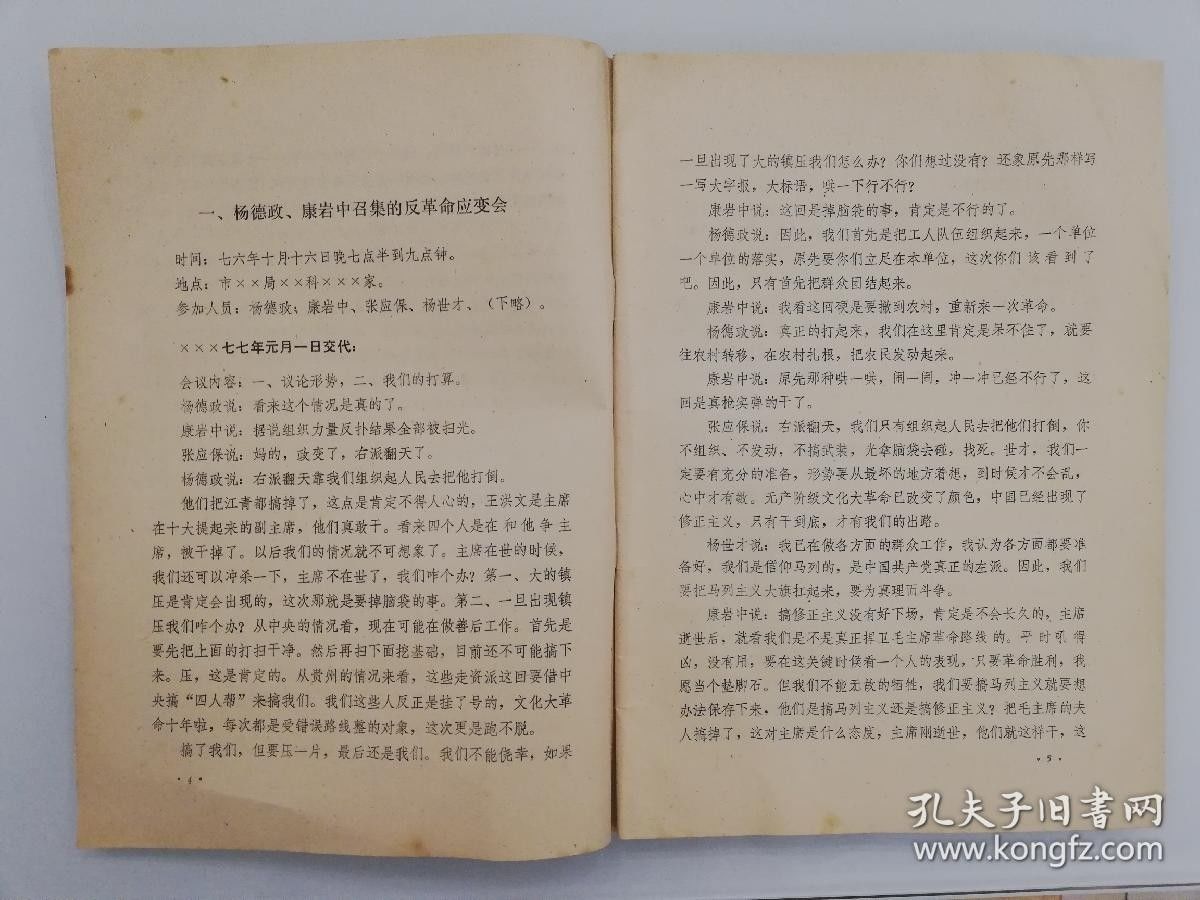 一、杨德政、康岩中召集的反革命应变会
时间：七六年十月十六日晚七点半到九点钟。
地点：市××局××科×××家。
参加人员：杨德政；康岩中、张应保、杨世才、（下略）。
×××七七年元月一日交代：
会议内容：一、议论形势，二、我们的打算。
杨德政说：看来这个情况是真的了。
康岩中说：据说组织力量反扑结果全部被扫光。
张应保说：妈的，政变了，右派翻天了。
杨德政说：右派翻天靠我们组织起人民去把他打倒。
他们把江青都搞掉了，这点是肯定不得人心的，王洪文是主席
在十大提起来的副主席，他们真敢干。看来四个人是在和他争主
席，被干掉了。以后我们的情况就不可想象了。主席在世的时候，
我们还可以冲杀一下，主席不在世了，我们咋个办？第一、大的镇
压是肯定会出现的，这次那就是要掉脑袋的事。第二、一旦出现镇
压我们咋个办？从中央的情况看，现在可能在做善后工作。首先是
要先把上面的打扫干净。然后再扫下面挖基础，目前还不可能搞下
来。压，这是肯定的。从贵州的情况来看，这些走资派这回要借中
央搞“四人帮”来搞我们。我们这些人反正是挂了号的，文化大革
命十年啦，每次都是受错误路线整的对象，这次更是跑不脱。
搞了我们，但要压一片，最后还是我们。我们不能侥幸，如果
·4·
一旦出现了大的镇压我们怎么办？你们想过没有？还象原先那样写
一写大字报，大标语，哄一下行不行？
康岩中说：这回是掉脑袋的事，肯定是不行的了。
杨德政说：因此，我们首先是把工人队伍组织起来，一个单位
一个单位的落实，原先要你们立足在本单位，这次你们该看到了
吧。因此，只有首先把群众团结起来。
康岩中说：我看这回硬是要撤到农村，重新来一次革命。
杨德政说：真正的打起来，我们在这里肯定是呆不住了，就要
往农村转移，在农村扎根，把农民发动起来。
康岩中说：原先那种哄一哄，闹一闹，冲一冲已经不行了，这
回是真枪实弹的干了。
张应保说：右派翻天，我们只有组织起人民去把他们打倒，你
不组织、不发动，不搞武装，光拿脑袋去碰，找死。世才，我们一
定要有充分的准备，形势要从最坏的地方着想，到时候才不会乱，
心中才有数。无产阶级文化大革命已改变了颜色，中国已经出现了
修正主义，只有干到底，才有我们的出路。
杨世才说：我已在做各方面的群众工作，我认为各方面都要准
备好，我们是信仰马列的，是中国共产党真正的左派。因此，我们
要把马列主义大旗扛起来，要为真理而斗争。
康岩中说：搞修正主义没有好下场，肯定是不会长久的，主席
逝世后，就看我们是不是真正捍卫毛主席革命路线的。平时吼得
凶，没有用，要在这关键时候看一个人的表现，只要革命胜利，我
愿当个垫脚石。但我们不能无敌的牺牲，我们要搞马列主义就要想
办法保存下来，他们是搞马列主义还是搞修正主义？把毛主席的夫
人搞掉了，这对主席是什么态度，主席刚逝世，他们就这样干，这
·5·
孔夫子旧书网
www.kongfz.com